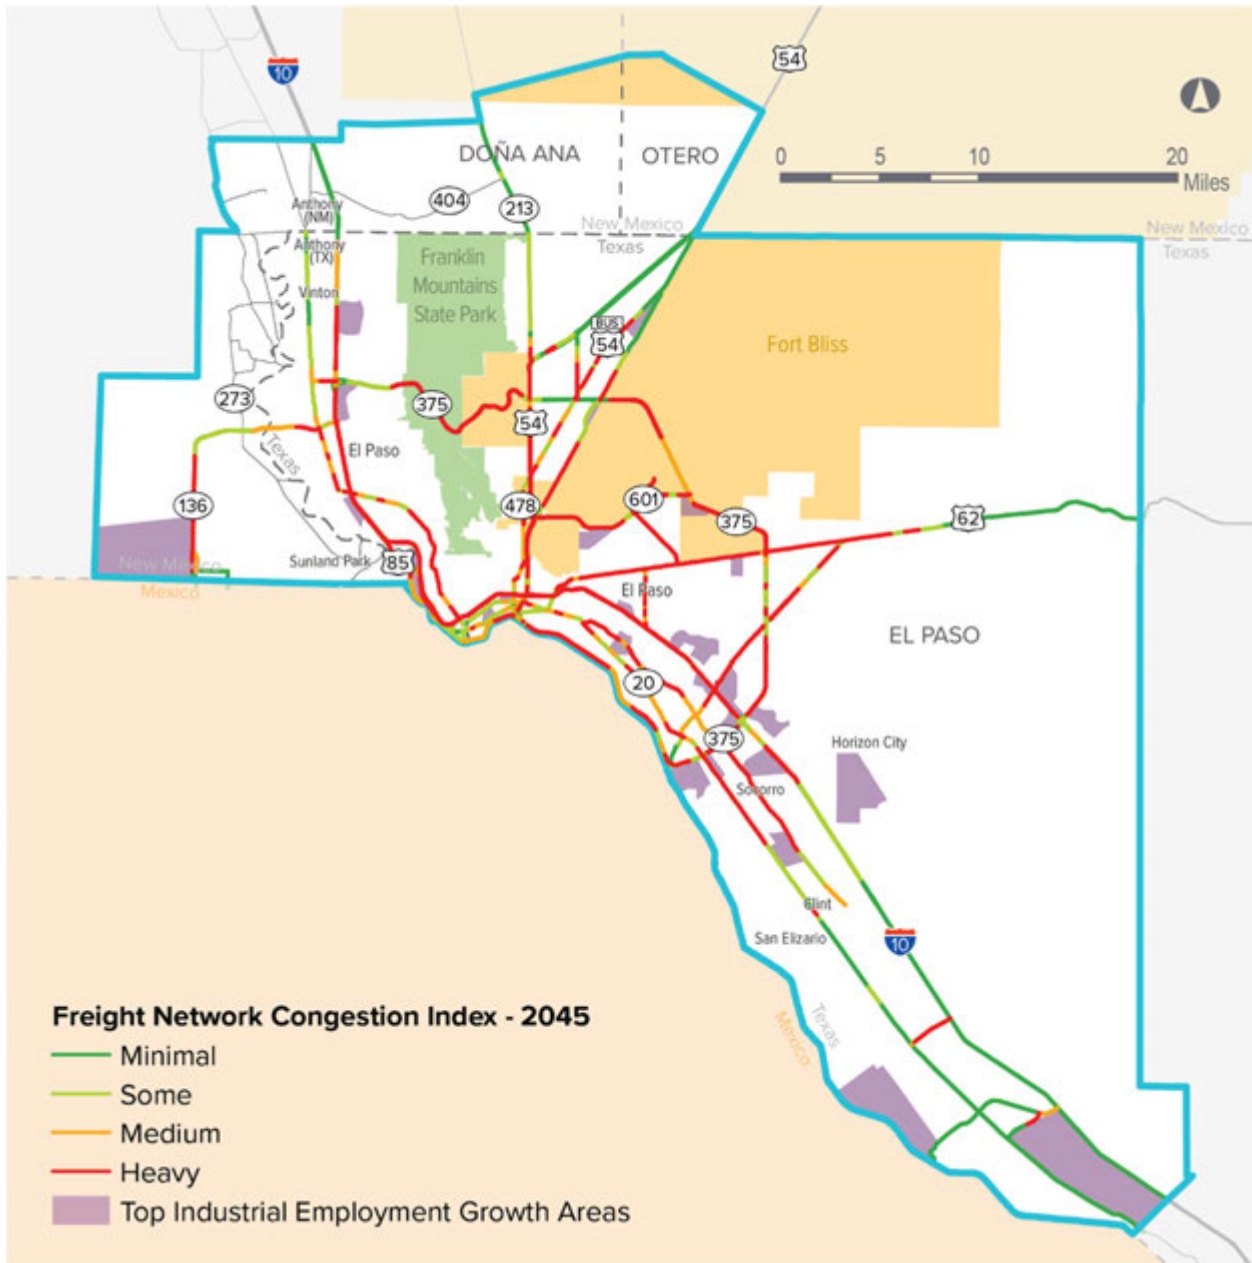 54
10
0 5 10 20
Miles
DOÑA ANA
OTERO
404
213
Anthony
(NM)
New Mexico
Texas
New Mexico
Texas
Anthony
(TX)
Franklin
Mountains
State Park
Vinton
BUS
54
Fort Bliss
273
375
54
Texas
El Paso
136
478
601
375
62
New Mexico
Mexico
Sunland Park
85
El Paso
EL PASO
20
375
Horizon City
Socorro
Clint
San Elizario
10
Texas
Mexico
Freight Network Congestion Index - 2045
Minimal
Some
Medium
Heavy
Top Industrial Employment Growth Areas